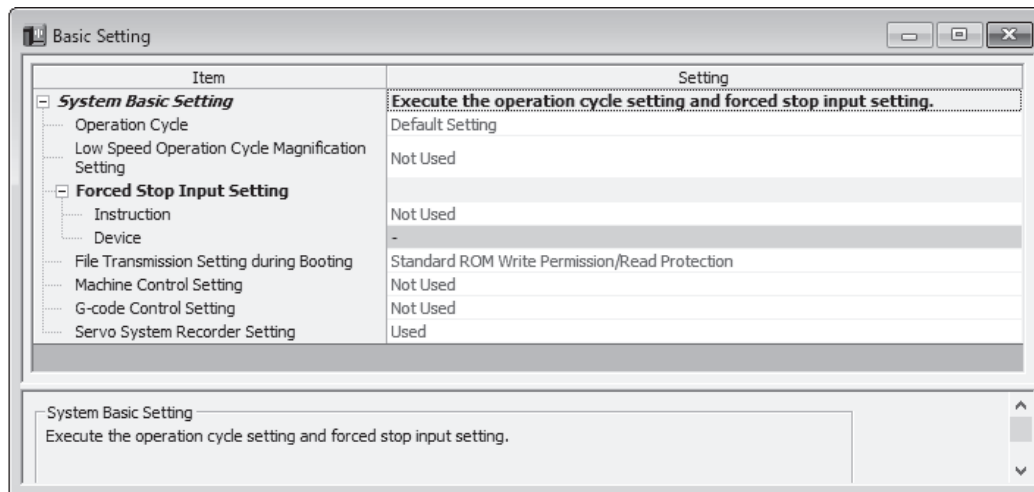 Basic Setting
Item Setting
System Basic Setting Execute the operation cycle setting and forced stop input setting.
Operation Cycle Default Setting
Low Speed Operation Cycle Magnification
Setting Not Used
Forced Stop Input Setting
Instruction Not Used
Device -
File Transmission Setting during Booting Standard ROM Write Permission/Read Protection
Machine Control Setting Not Used
G-code Control Setting Not Used
Servo System Recorder Setting Used
System Basic Setting
Execute the operation cycle setting and forced stop input setting.